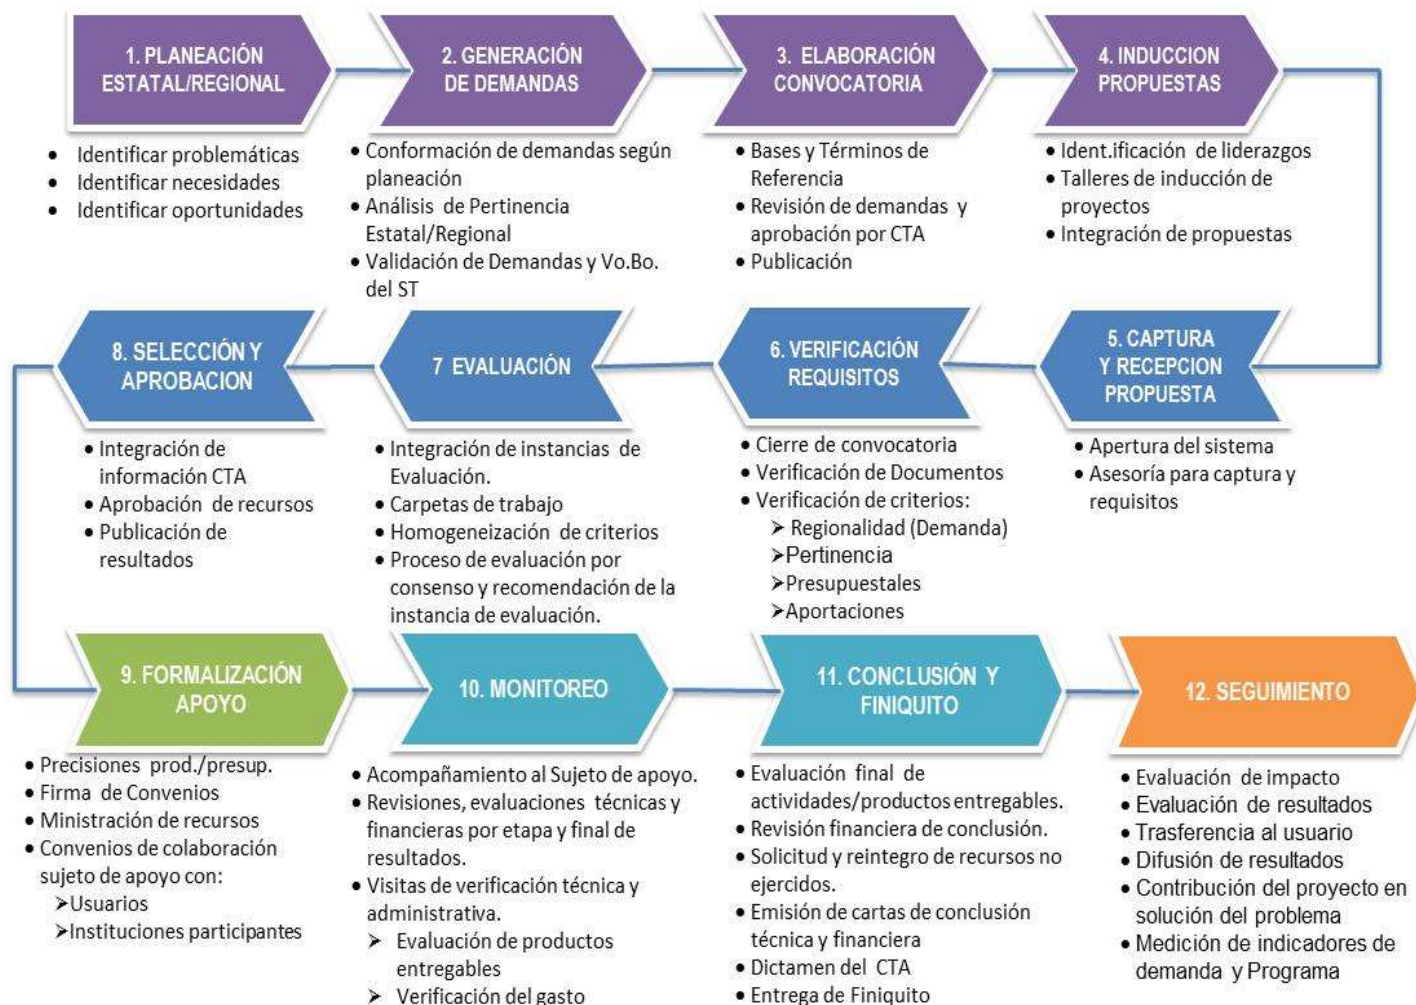 1. PLANEACIÓN
ESTATAL/REGIONAL
• Identificar problemáticas
• Identificar necesidades
• Identificar oportunidades
2. GENERACIÓN
DE DEMANDAS
• Conformación de demandas según
planeación
• Análisis de Pertinencia
Estatal/Regional
• Validación de Demandas y Vo.Bo.
del ST
3. ELABORACIÓN
CONVOCATORIA
• Bases y Términos de
Referencia
• Revisión de demandas y
aprobación por CTA
• Publicación
4. INDUCCION
PROPUESTAS
• Ident.ificación de liderazgos
• Talleres de inducción de
proyectos
• Integración de propuestas
5. CAPTURA
Y RECEPCION
PROPUESTA
• Apertura del sistema
• Asesoría para captura y
requisitos
6. VERIFICACIÓN
REQUISITOS
• Cierre de convocatoria
• Verificación de Documentos
• Verificación de criterios:
➢ Regionalidad (Demanda)
➢Pertinencia
➢Presupuestales
➢Aportaciones
7 EVALUACIÓN
• Integración de instancias de
Evaluación.
• Carpetas de trabajo
• Homogeneización de criterios
• Proceso de evaluación por
consenso y recomendación de la
instancia de evaluación.
8. SELECCIÓN Y
APROBACION
• Integración de
información CTA
• Aprobación de recursos
• Publicación de
resultados
9. FORMALIZACIÓN
APOYO
• Precisiones prod./presup.
• Firma de Convenios
• Ministración de recursos
• Convenios de colaboración
sujeto de apoyo con:
➢Usuarios
➢Instituciones participantes
10. MONITOREO
• Acompañamiento al Sujeto de apoyo.
• Revisiones, evaluaciones técnicas y
financieras por etapa y final de
resultados.
• Visitas de verificación técnica y
administrativa.
➢ Evaluación de productos
entregables
➢ Verificación del gasto
11. CONCLUSIÓN Y
FINIQUITO
• Evaluación final de
actividades/productos entregables.
• Revisión financiera de conclusión.
• Solicitud y reintegro de recursos no
ejercidos.
• Emisión de cartas de conclusión
técnica y financiera
• Dictamen del CTA
• Entrega de Finiquito
12. SEGUIMIENTO
• Evaluación de impacto
• Evaluación de resultados
• Trasferencia al usuario
• Difusión de resultados
• Contribución del proyecto en
solución del problema
• Medición de indicadores de
demanda y Programa